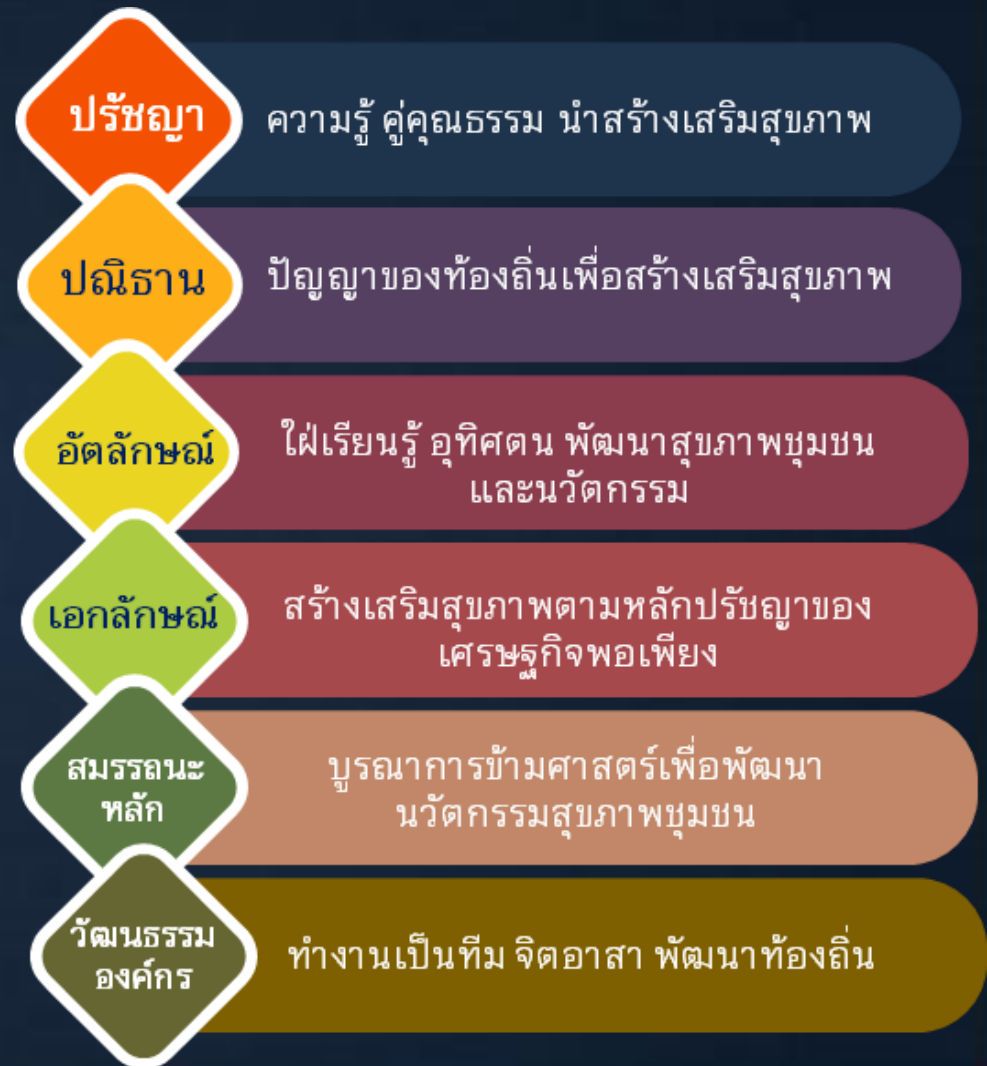 ปรัชญา
ความรู้ คู่คุณธรรม นำสร้างเสริมสุขภาพ
ปณิธาน
ปัญญาของท้องถิ่นเพื่อสร้างเสริมสุขภาพ
อัตลักษณ์
ใฝ่เรียนรู้ อุทิศตน พัฒนาสุขภาพชุมชน
และนวัตกรรม
เอกลักษณ์
สร้างเสริมสุขภาพตามหลักปรัชญาของ
เศรษฐกิจพอเพียง
สมรรถนะ
หลัก
บูรณาการข้ามศาสตร์เพื่อพัฒนา
นวัตกรรมสุขภาพชุมชน
วัฒนธรรม
องค์กร
ทำงานเป็นทีม จิตอาสา พัฒนาท้องถิ่น